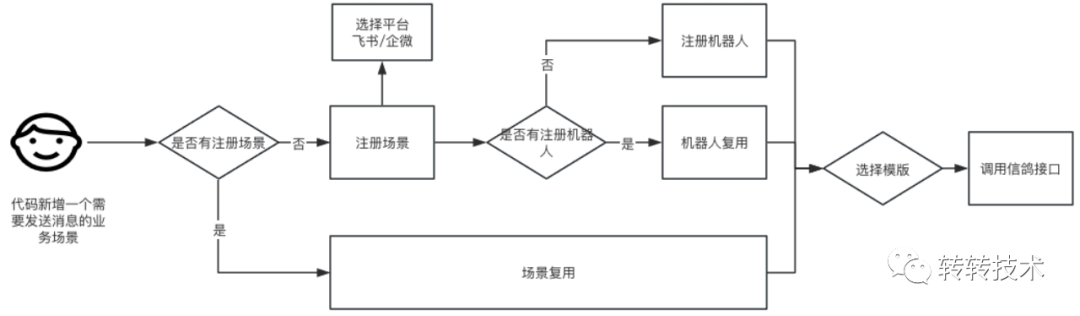 选择平台
飞书/企微
注册机器人
否
是否有注册场景
否
注册场景
是否有注册机器
人
是
机器人复用
选择模版
调用信鸽接口
代码新增一个需
要发送消息的业
务场景
是
场景复用
转转技术